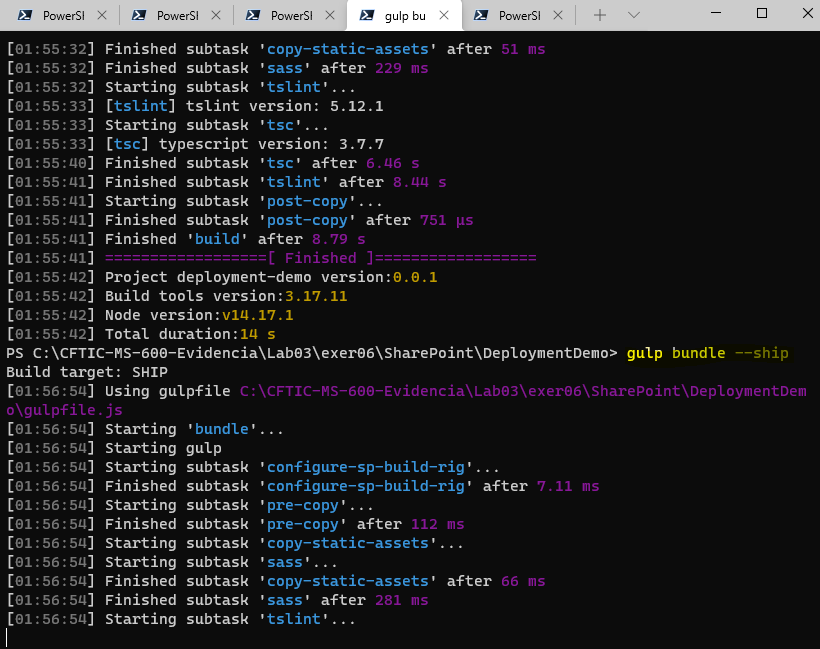 PowerSl
PowerSl
PowerSl
gulp bu
PowerSl
[01:55:32] Finished subtask 'copy-static-assets' after 51 ms
[01:55:32] Finished subtask 'sass' after 229 ms
[01:55:32] Starting subtask 'tslint'...
[01:55:33] [tslint] tslint version: 5.12.1
[01:55:33] Starting subtask 'tsc'...
[01:55:33] [tsc] typescript version: 3.7.7
[01:55:40] Finished subtask 'tsc' after 6.46 s
[01:55:41] Finished subtask 'tslint' after 8.44 s
[01:55:41] Starting subtask 'post-copy'...
[01:55:41] Finished subtask 'post-copy' after 751 μs
[01:55:41] Finished 'build' after 8.79 s
[01:55:41] ==================[ Finished ]==================
[01:55:42] Project deployment-demo version:0.0.1
[01:55:42] Build tools version:3.17.11
[01:55:42] Node version:v14.17.1
[01:55:42] Total duration:14 s
PS C:\CFTIC-MS-600-Evidencia\Lab03\exer06\SharePoint\DeploymentDemo> gulp bundle --ship
Build target: SHIP
[01:56:54] Using gulpfile C:\CFTIC-MS-600-Evidencia\Lab03\exer06\SharePoint\DeploymentDem
o\gulpfile.js
[01:56:54] Starting 'bundle'...
[01:56:54] Starting gulp
[01:56:54] Starting subtask 'configure-sp-build-rig'...
[01:56:54] Finished subtask 'configure-sp-build-rig' after 7.11 ms
[01:56:54] Starting subtask 'pre-copy'...
[01:56:54] Finished subtask 'pre-copy' after 112 ms
[01:56:54] Starting subtask 'copy-static-assets'...
[01:56:54] Starting subtask 'sass'...
[01:56:54] Finished subtask 'copy-static-assets' after 66 ms
[01:56:54] Finished subtask 'sass' after 281 ms
[01:56:54] Starting subtask 'tslint'...